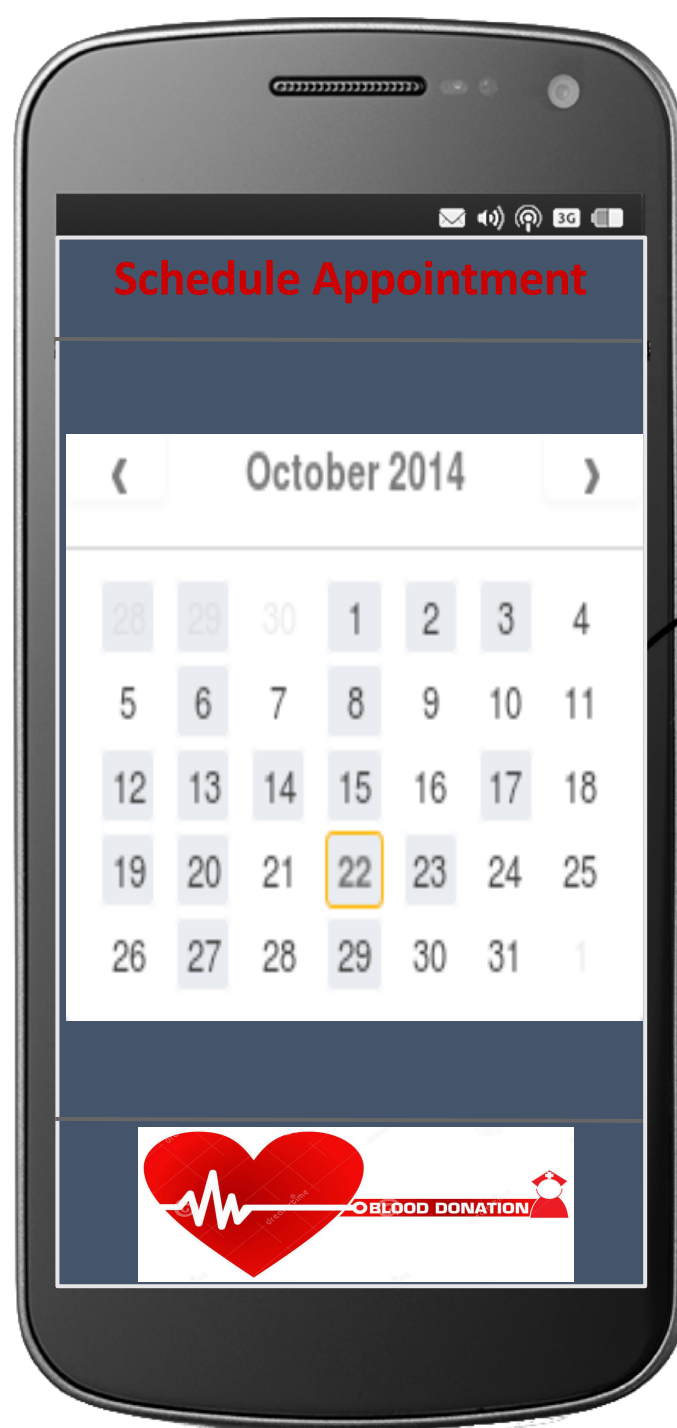 3G
Schedule Appointment
❰ October 2014 ❱
28 29 30 1 2 3 4
5 6 7 8 9 10 11
12 13 14 15 16 17 18
19 20 21 22 23 24 25
26 27 28 29 30 31 1
BLOOD DONATION
dreamstime